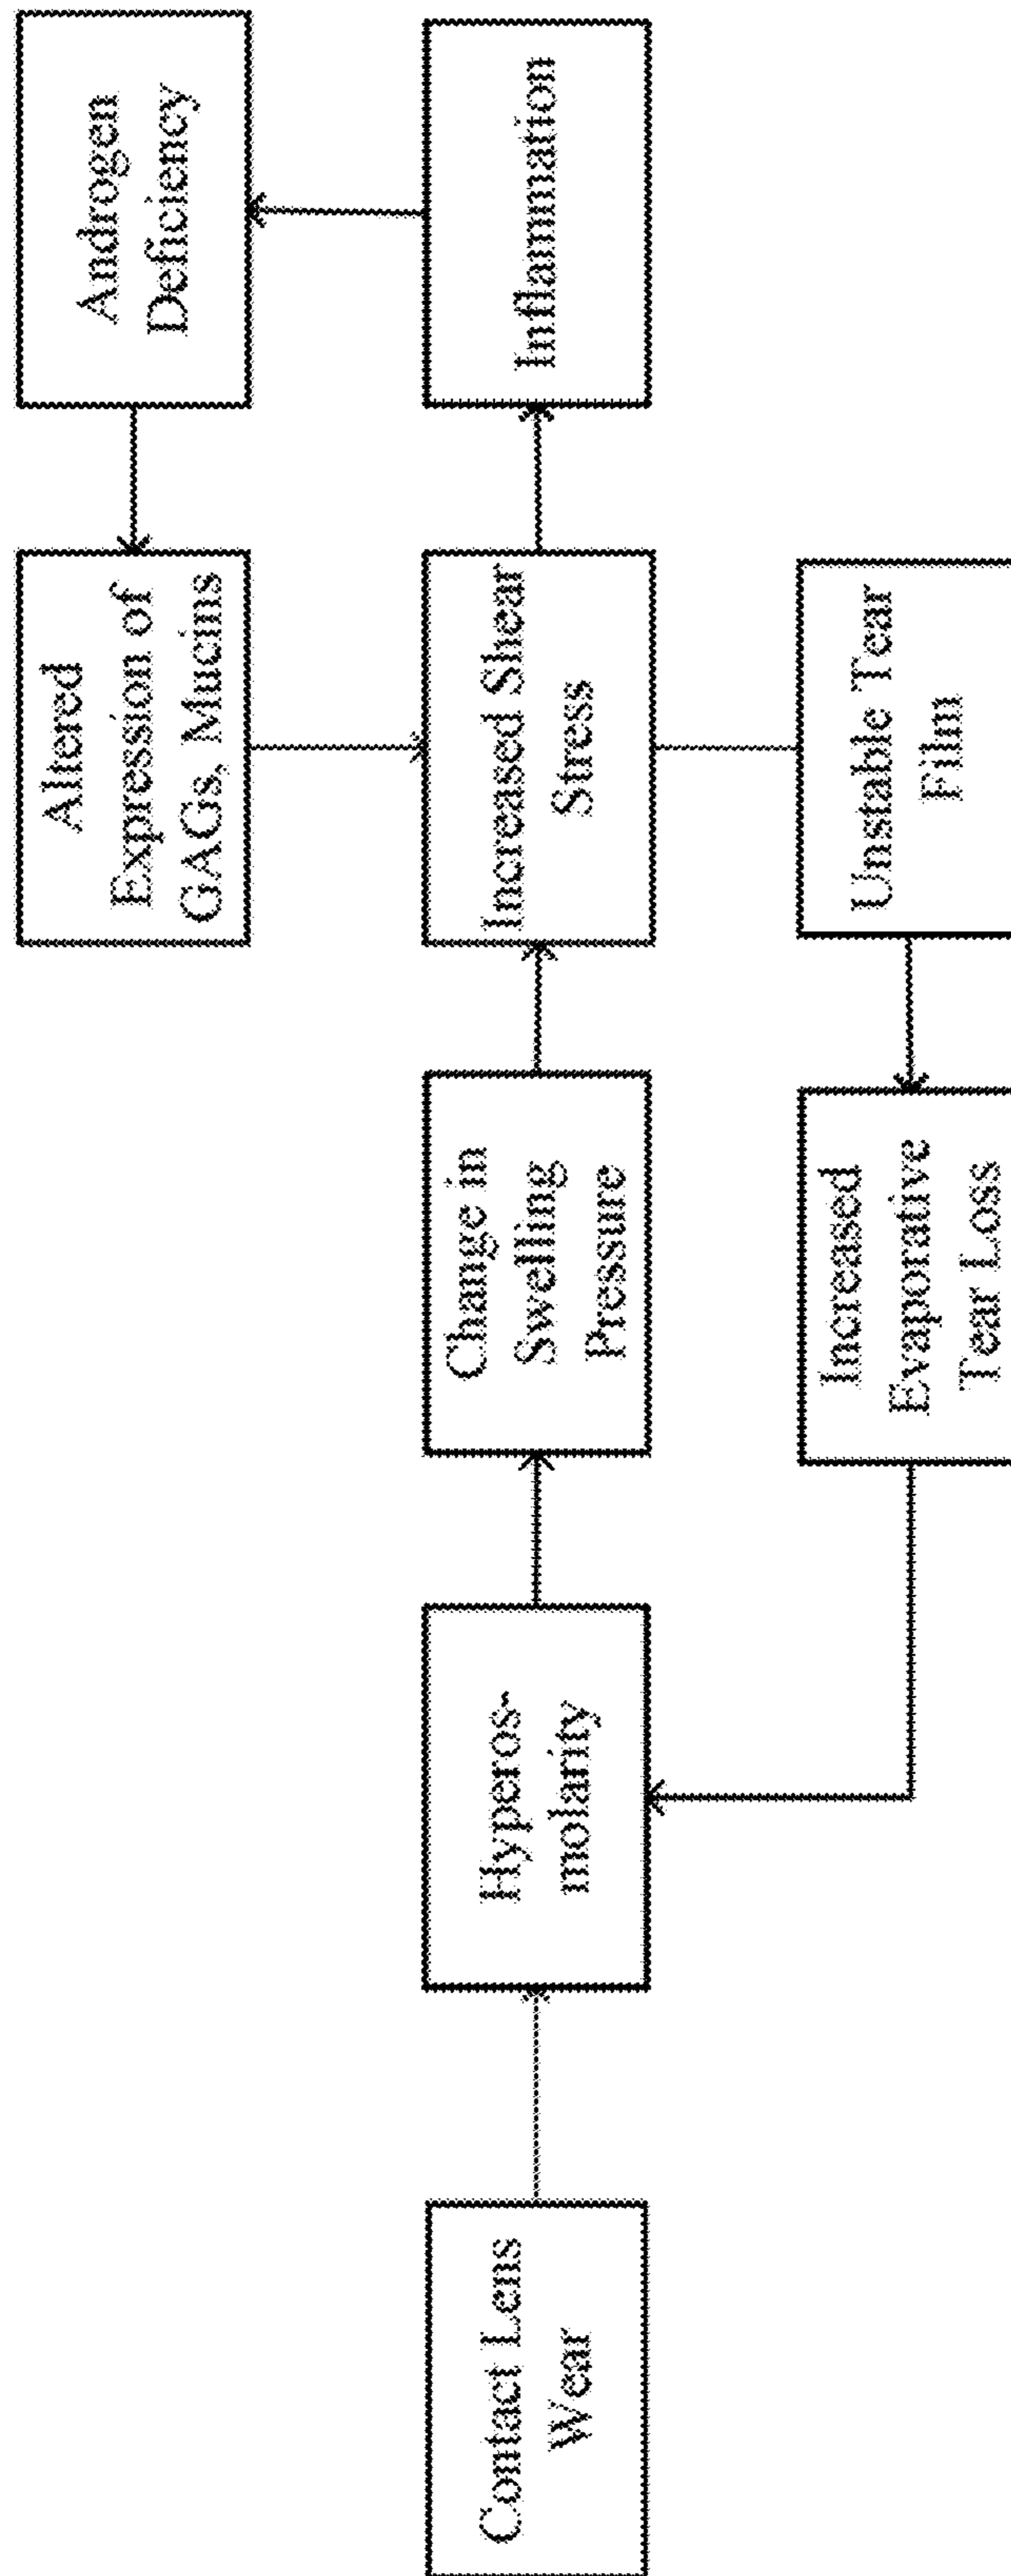 Androgen
Deficiency
Altered
Expression of
GAGs, Mucins
Inflammation
Increased Shear
Stress
Change in
Swelling
Pressure
Hyperos-
molarity
Contact Lens
Wear
Unstable Tear
Film
Increased
Evaporative
Tear Loss